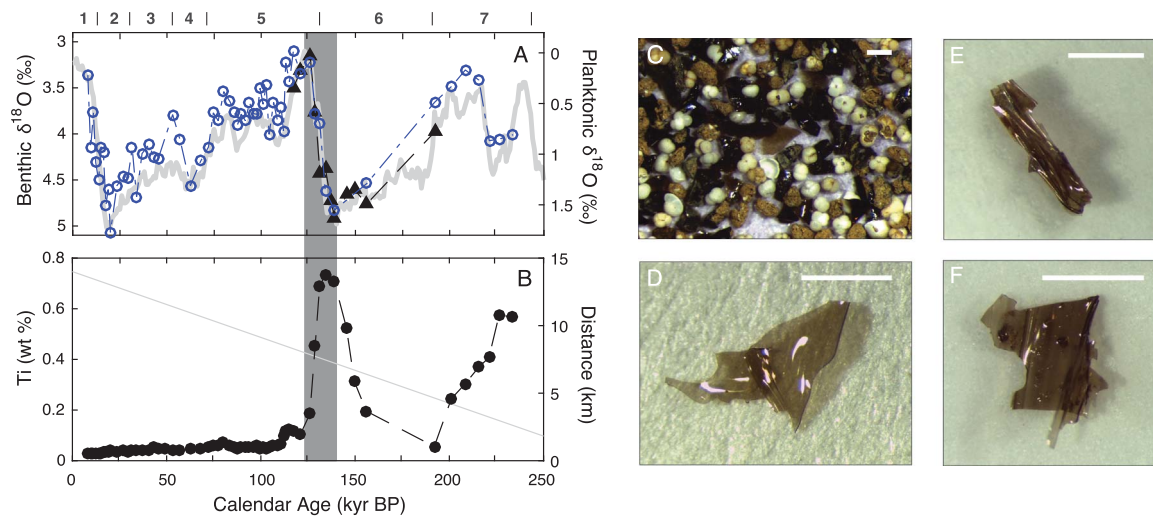 1 | 2 | 3 | 4 | 5 | 6 | 7 |
A
3
3.5
4
4.5
5
Benthic δ18O (‰)
0
0.5
1
1.5
Planktonic δ18O (‰)
B
0.8
0.6
0.4
0.2
0
Ti (wt %)
15
10
5
0
Distance (km)
0 50 100 150 200 250
Calendar Age (kyr BP)
C
D
E
F